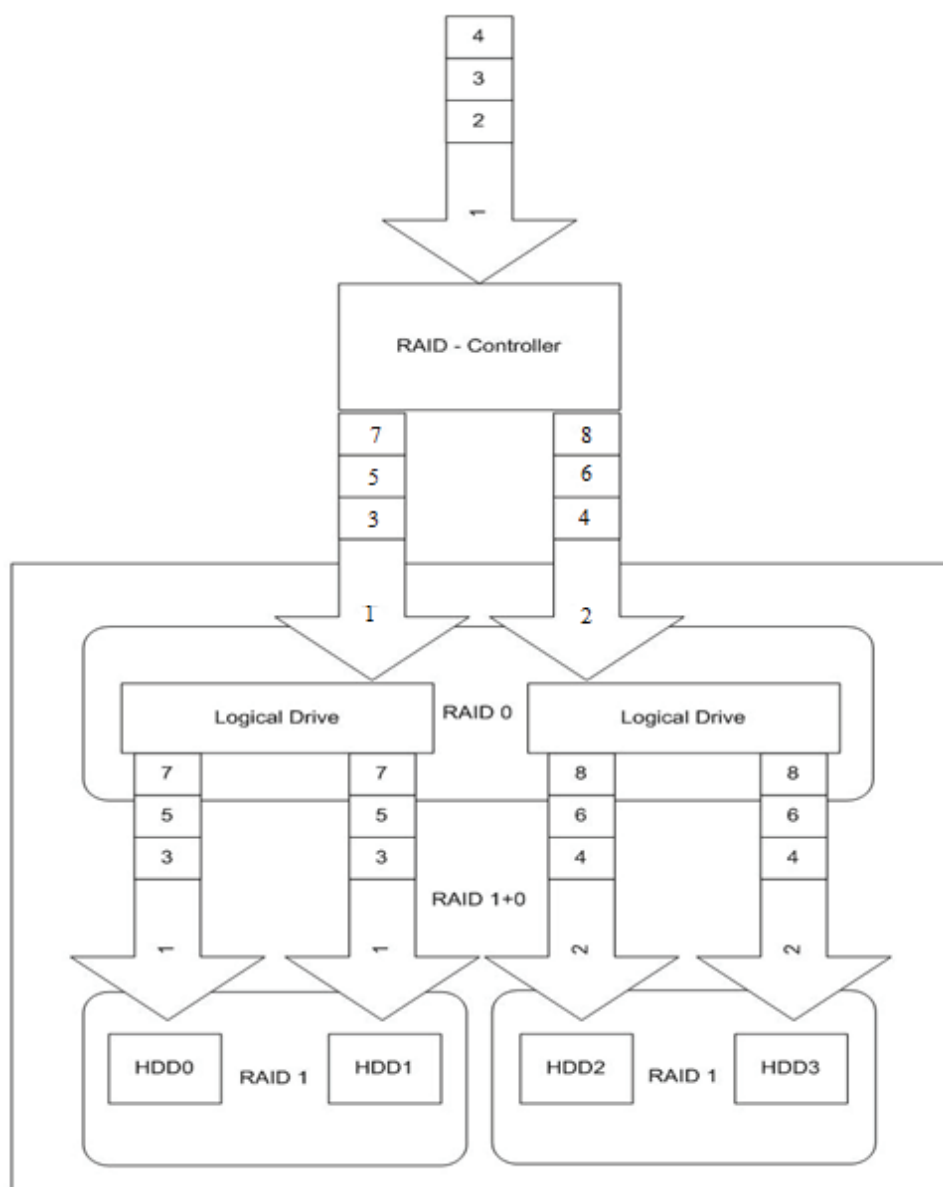 4
3
2
1
RAID - Controller
7 8
5 6
3 4
1 2
Logical Drive RAID 0 Logical Drive
7 7 8 8
5 5 6 6
3 3 4 4
RAID 1+0
1 1 2 2
HDD0 RAID 1 HDD1 HDD2 RAID 1 HDD3